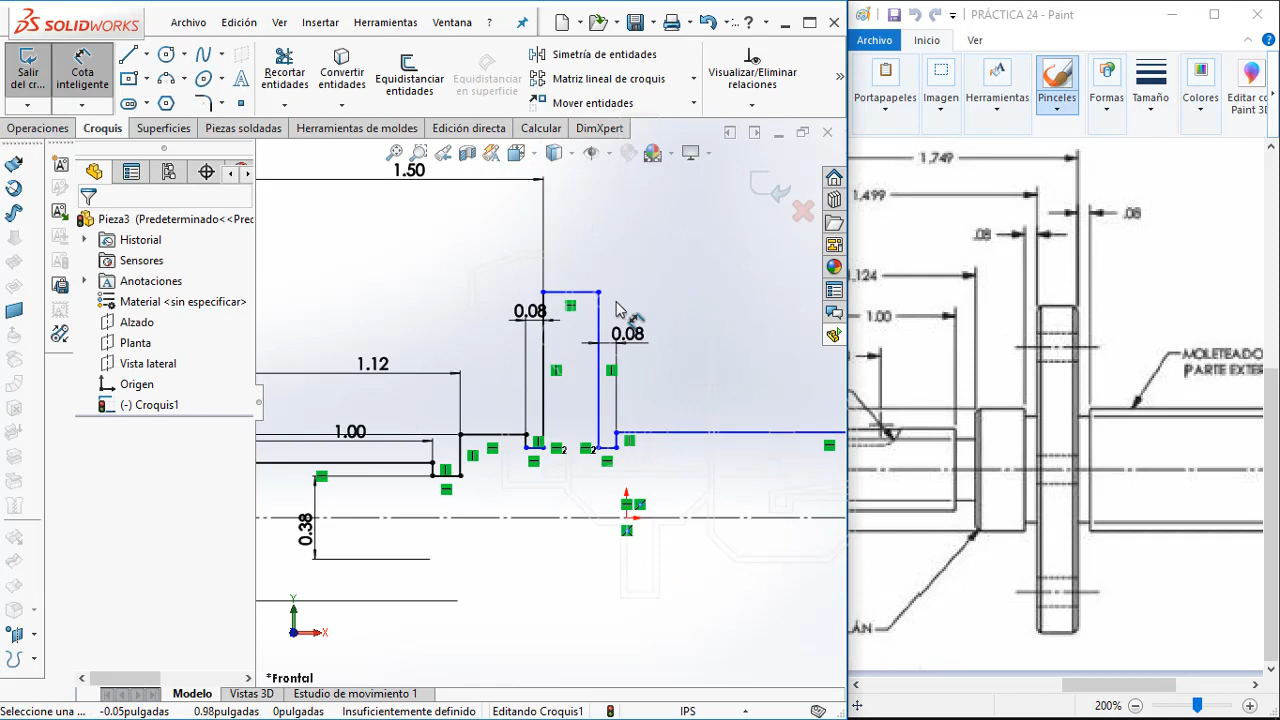 SOLIDWORKS
Archivo Edición Ver Insertar Herramientas Ventana ?
PRÁCTICA 24 - Paint
Archivo Inicio Ver
Salir del cr...
Cota inteligente
Recortar entidades
Convertir entidades
Equidistanciar entidades
Equidistanciar en superficie
Simetría de entidades
Matriz lineal de croquis
Mover entidades
Visualizar/Eliminar relaciones
Portapapeles
Imagen
Herramientas
Pinceles
Formas
Tamaño
Colores
Editar co
Paint 3D
Operaciones Croquis Superficies Piezas soldadas Herramientas de moldes Edición directa Calcular DimXpert
Pieza3 (Predeterminado<<Prec
Historial
Sensores
Anotaciones
Material <sin especificar>
Alzado
Planta
Vista lateral
Origen
(-) Croquis1
1.50
0.08
0.08
1.12
1.00
0.38
2
2
Y
X
*Frontal
1,749
1,499
.08
.08
1,124
1.00
MOLETEADO
PARTE EXTER
Modelo Vistas 3D Estudio de movimiento 1
Seleccione una ... -0.05pulgadas 0.98pulgadas 0pulgadas Insuficientemente definido Editando Croquis1 IPS
200%